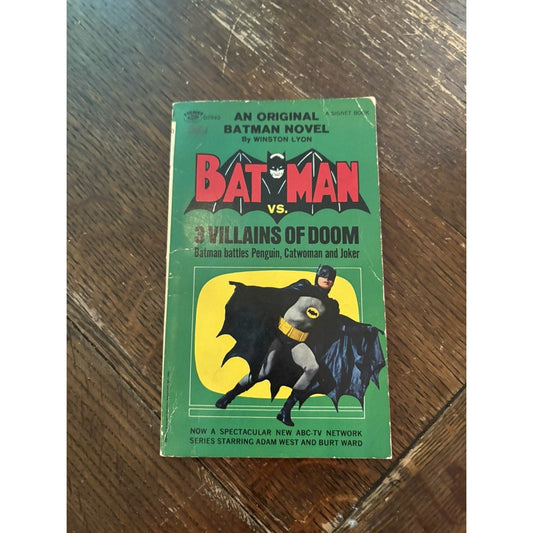 AN ORIGINAL
BATMAN NOVEL
By WINSTON LYON
A SIGNET BOOK
BATMAN
VS.
3 VILLAINS OF DOOM
Batman battles Penguin, Catwoman and Joker
NOW A SPECTACULAR NEW ABC-TV NETWORK
SERIES STARRING ADAM WEST AND BURT WARD